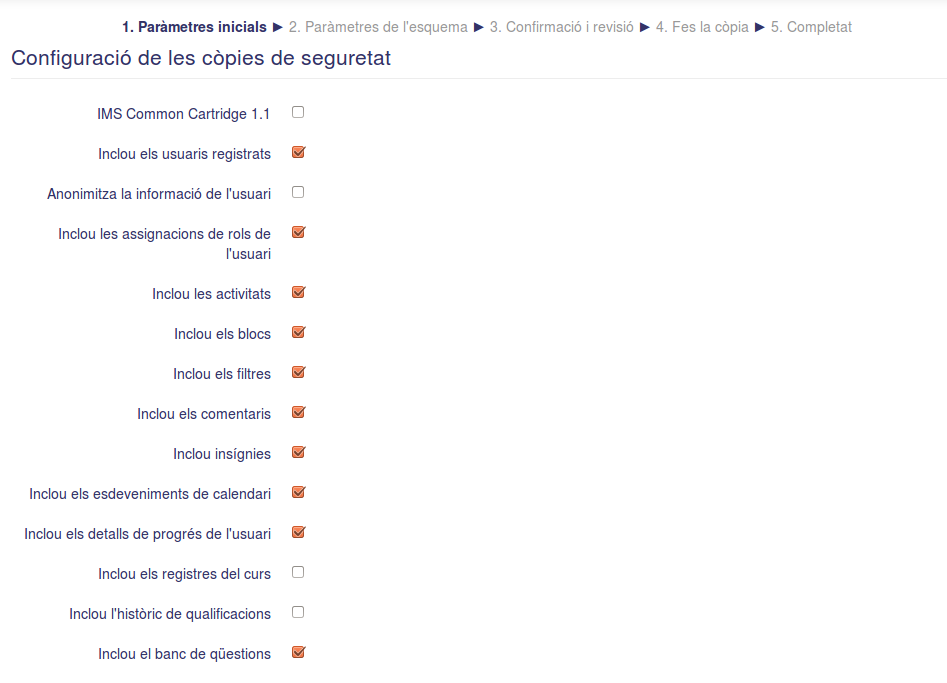 1. Paràmetres inicials ► 2. Paràmetres de l'esquema ► 3. Confirmació i revisió ► 4. Fes la còpia ► 5. Completat
Configuració de les còpies de seguretat
IMS Common Cartridge 1.1
Inclou els usuaris registrats
Anonimitza la informació de l'usuari
Inclou les assignacions de rols de
l'usuari
Inclou les activitats
Inclou els blocs
Inclou els filtres
Inclou els comentaris
Inclou insígnies
Inclou els esdeveniments de calendari
Inclou els detalls de progrés de l'usuari
Inclou els registres del curs
Inclou l'històric de qualificacions
Inclou el banc de qüestions